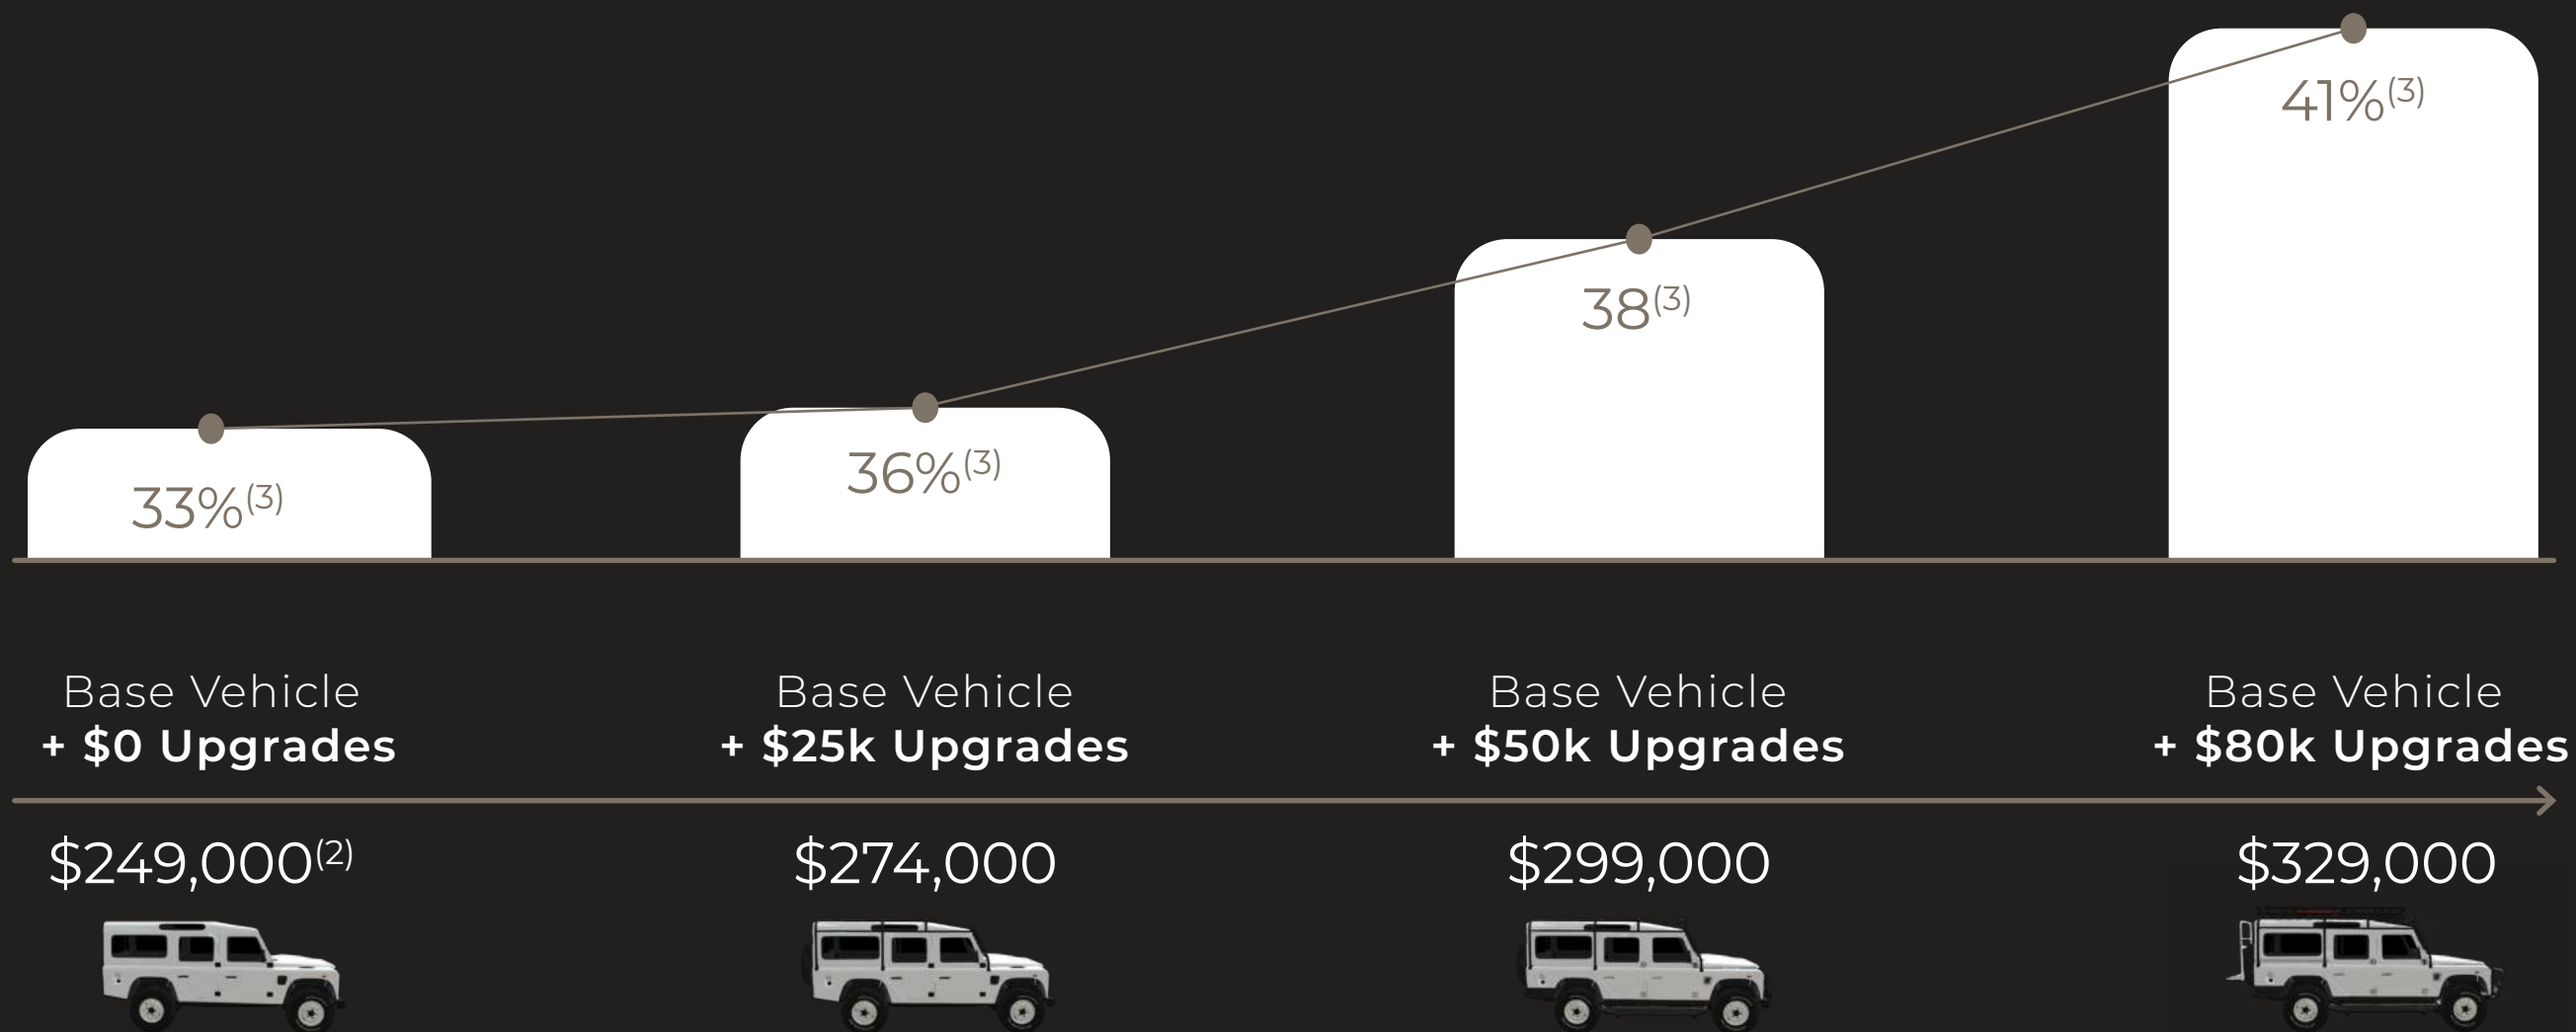 41%(3)
38(3)
36%(3)
33%(3)
Base Vehicle
+ $0 Upgrades
Base Vehicle
+ $25k Upgrades
Base Vehicle
+ $50k Upgrades
Base Vehicle
+ $80k Upgrades
$249,000(2)
$274,000
$299,000
$329,000